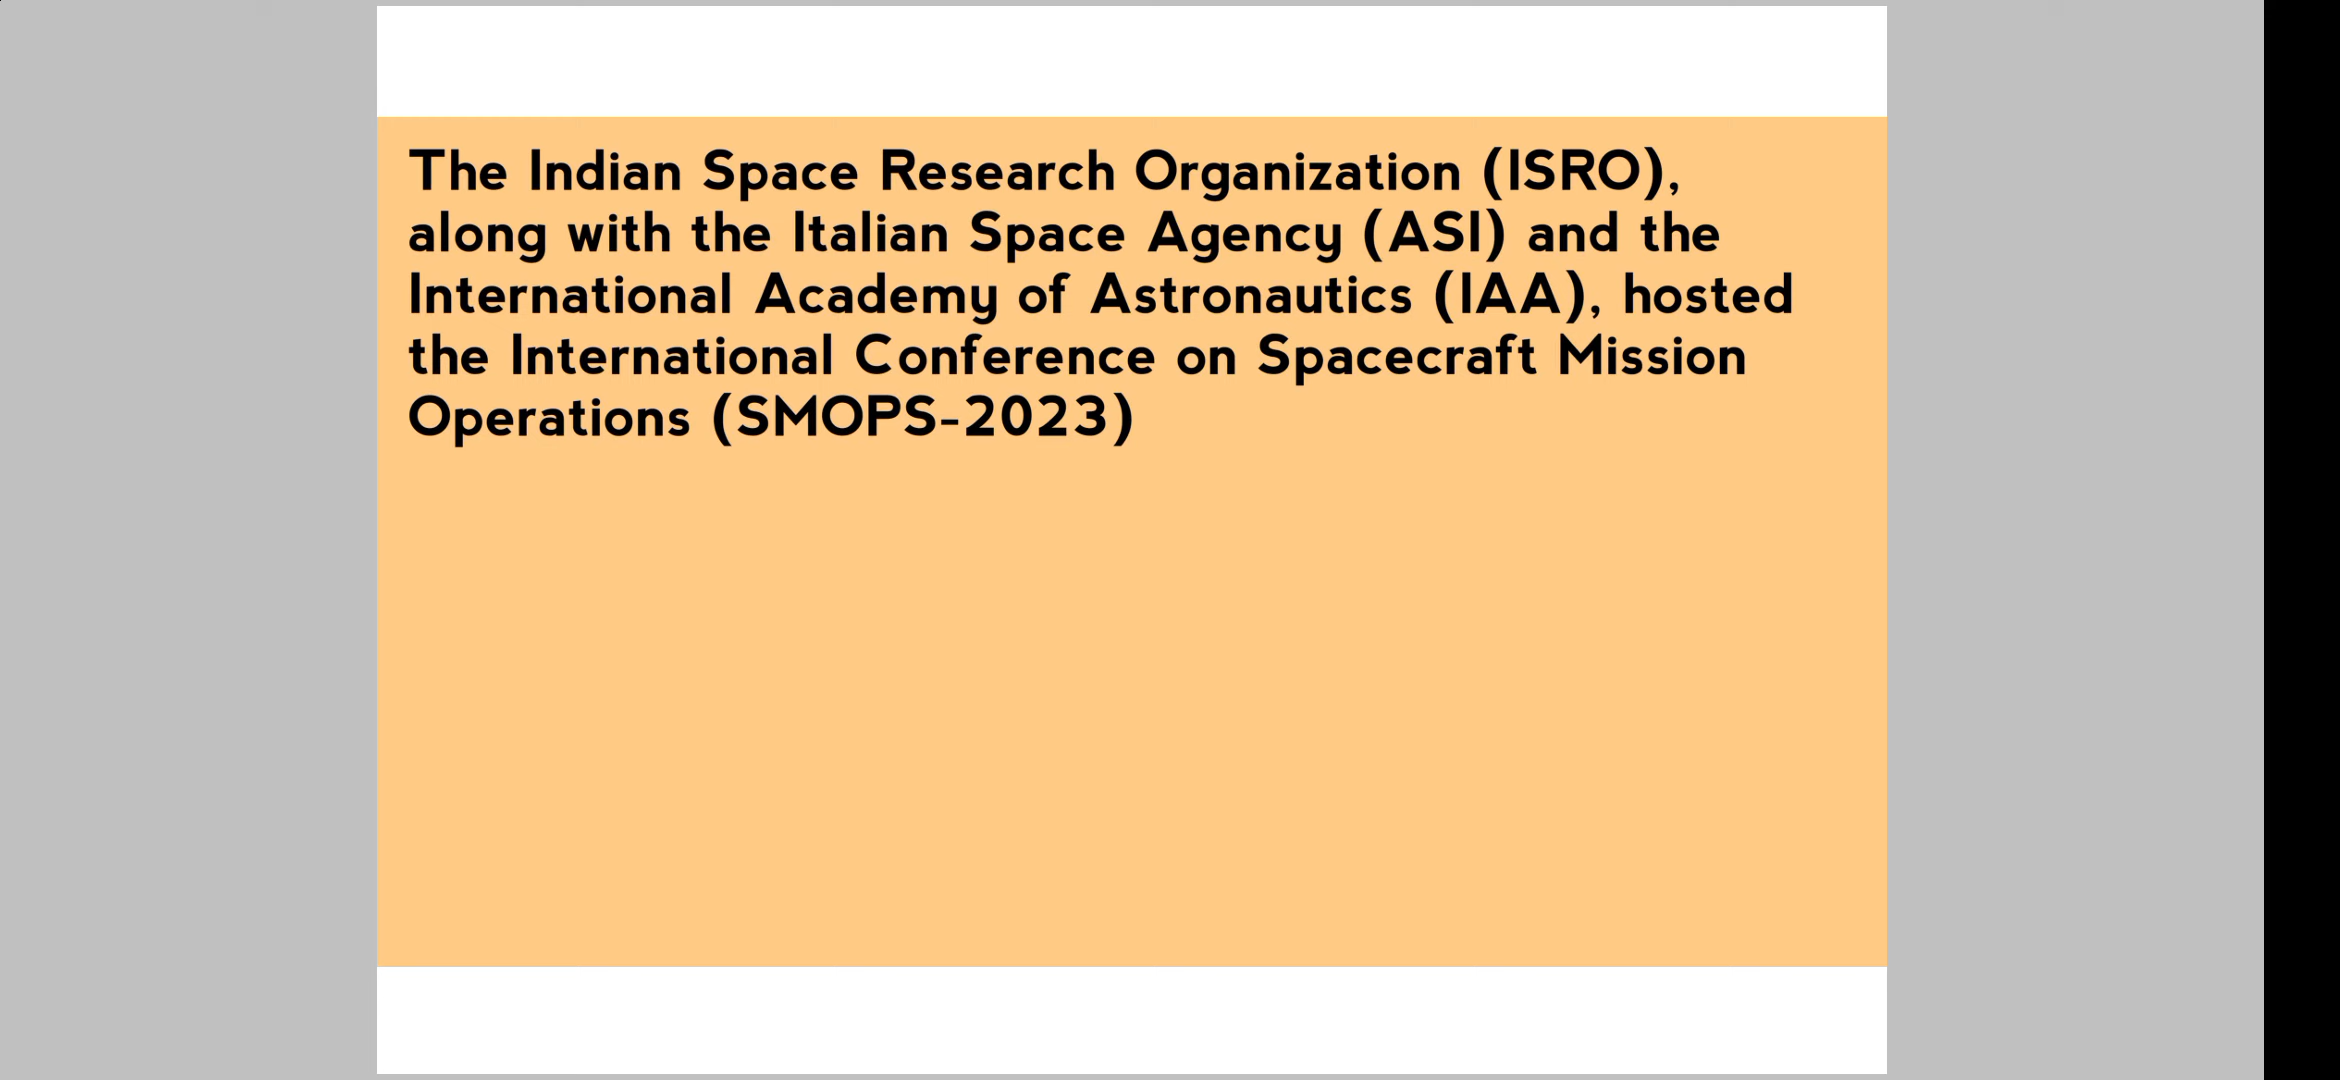 The Indian Space Research Organization (ISRO),
along with the Italian Space Agency (ASI) and the
International Academy of Astronautics (IAA), hosted
the International Conference on Spacecraft Mission
Operations (SMOPS-2023)